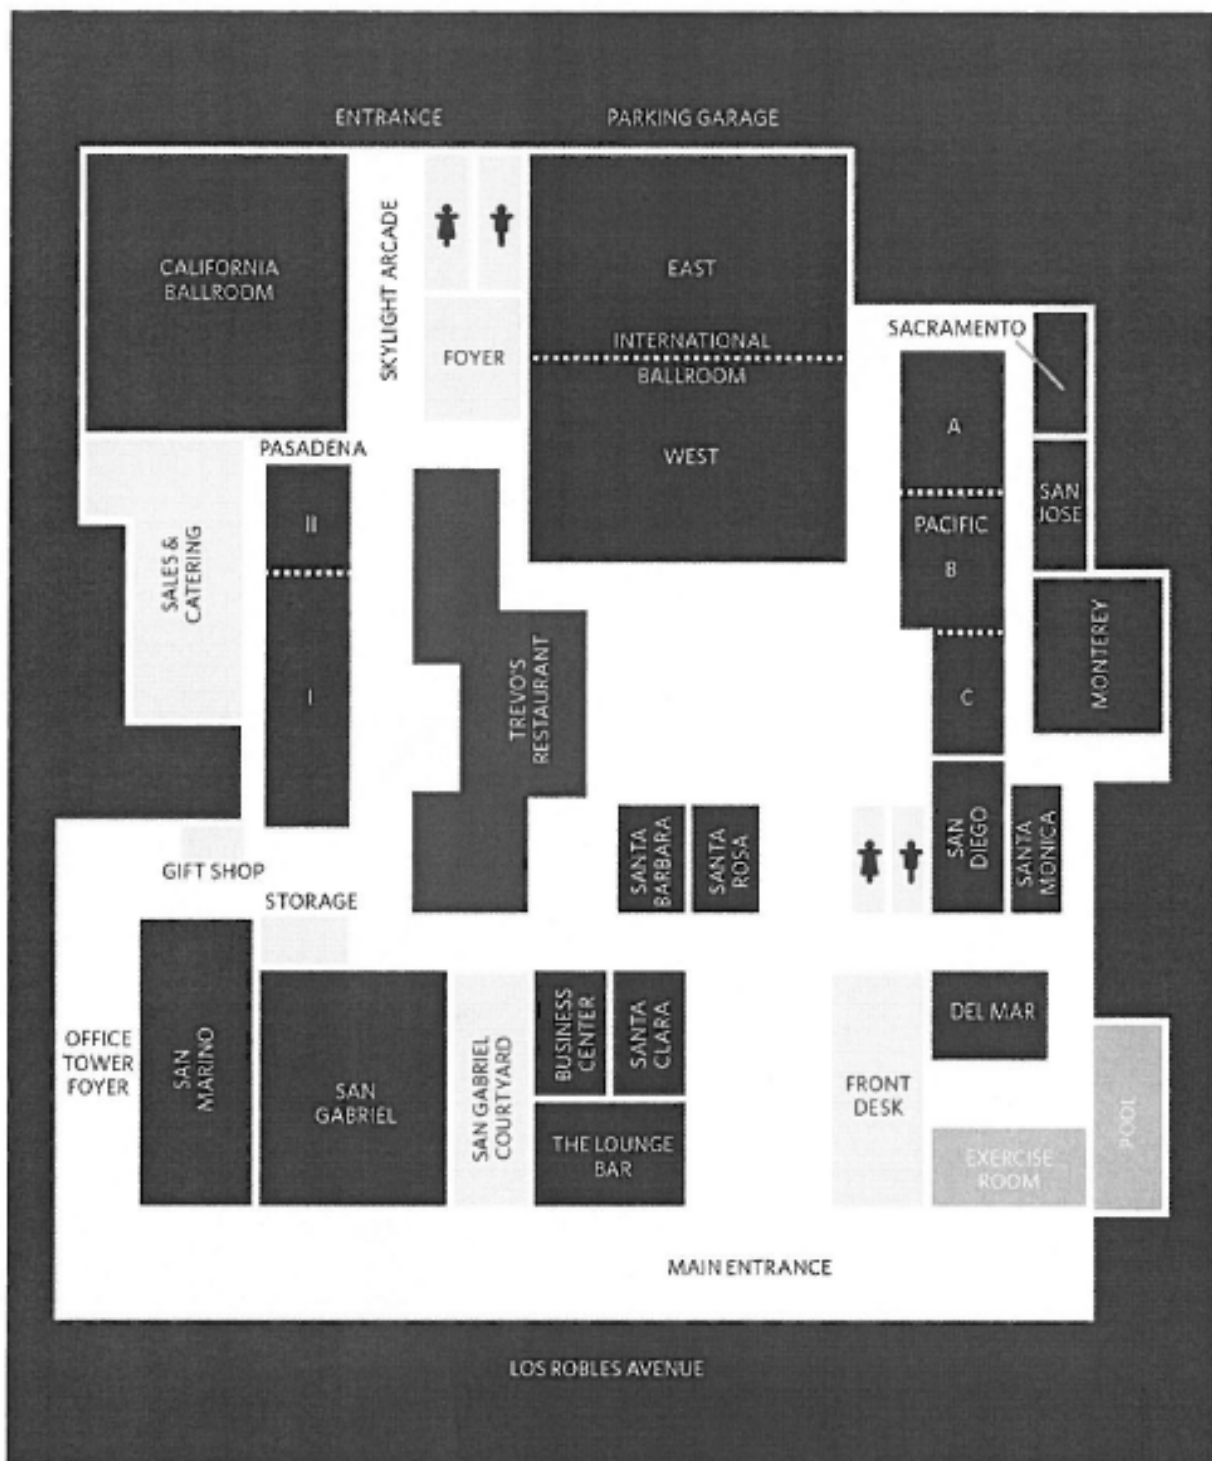 ENTRANCE
PARKING GARAGE
CALIFORNIA
BALLROOM
SKYLIGHT ARCADE
FOYER
EAST
INTERNATIONAL
BALLROOM
WEST
SACRAMENTO
A
PACIFIC
B
C
SAN
JOSE
MONTEREY
PASADENA
II
I
SALES &
CATERING
TREVO'S
RESTAURANT
GIFT SHOP
STORAGE
SANTA
BARBARA
SANTA
ROSA
SAN
DIEGO
SANTA
MONICA
OFFICE
TOWER
FOYER
SAN
MARINO
SAN
GABRIEL
SAN GABRIEL
COURTYARD
BUSINESS
CENTER
SANTA
CLARA
THE LOUNGE
BAR
FRONT
DESK
DEL MAR
EXERCISE
ROOM
POOL
MAIN ENTRANCE
LOS ROBLES AVENUE